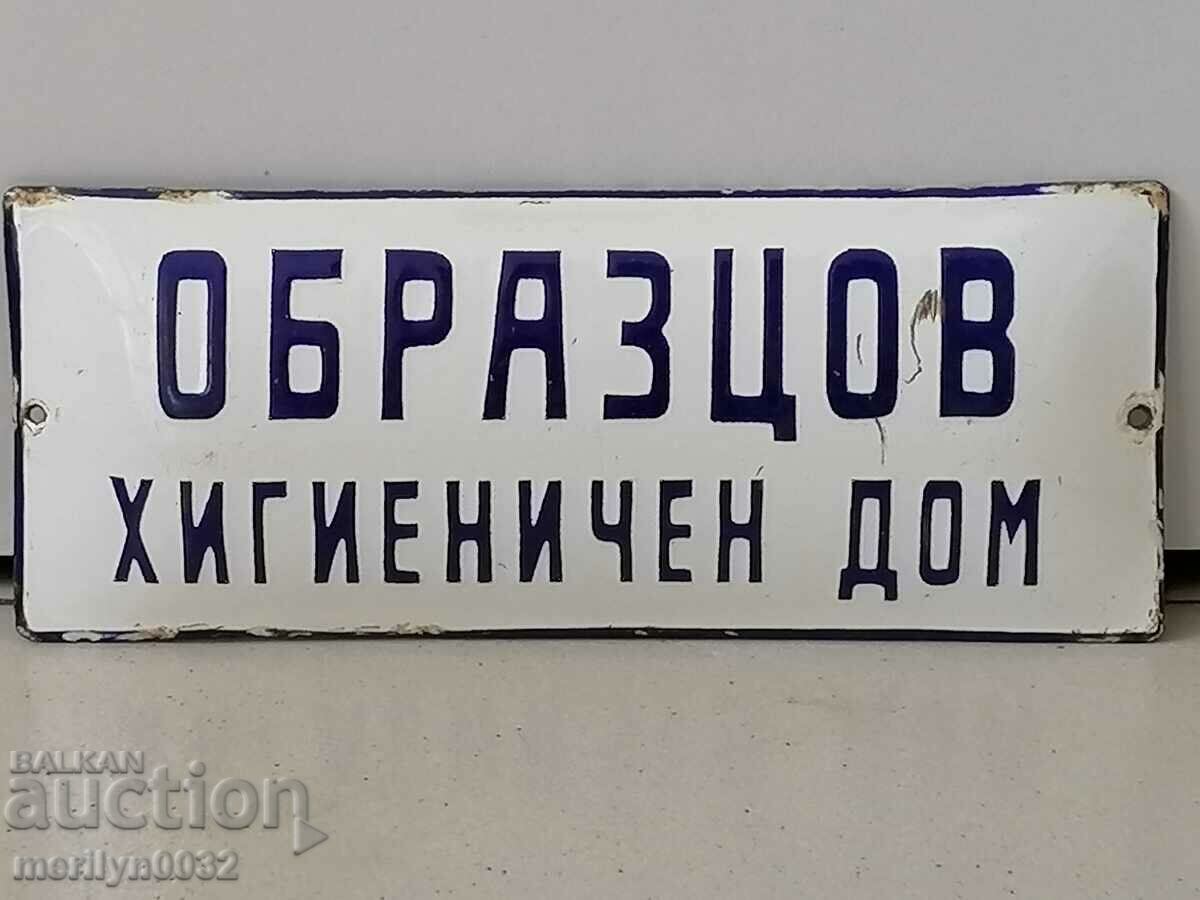 ОБРАЗЦОВ
ХИГИЕНИЧЕН ДОМ
BALKAN
auction
merilyn0032